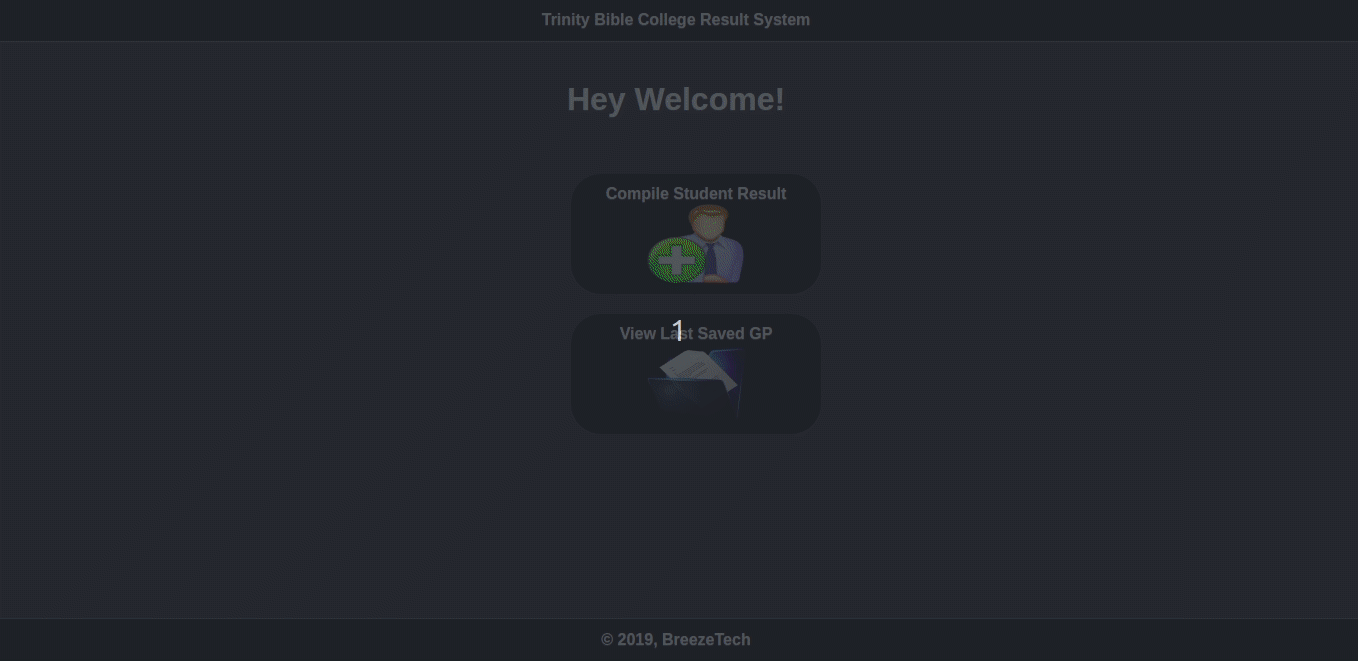 Trinity Bible College Result System
Hey Welcome!
Compile Student Result
1
View Last Saved GP
© 2019, BreezeTech